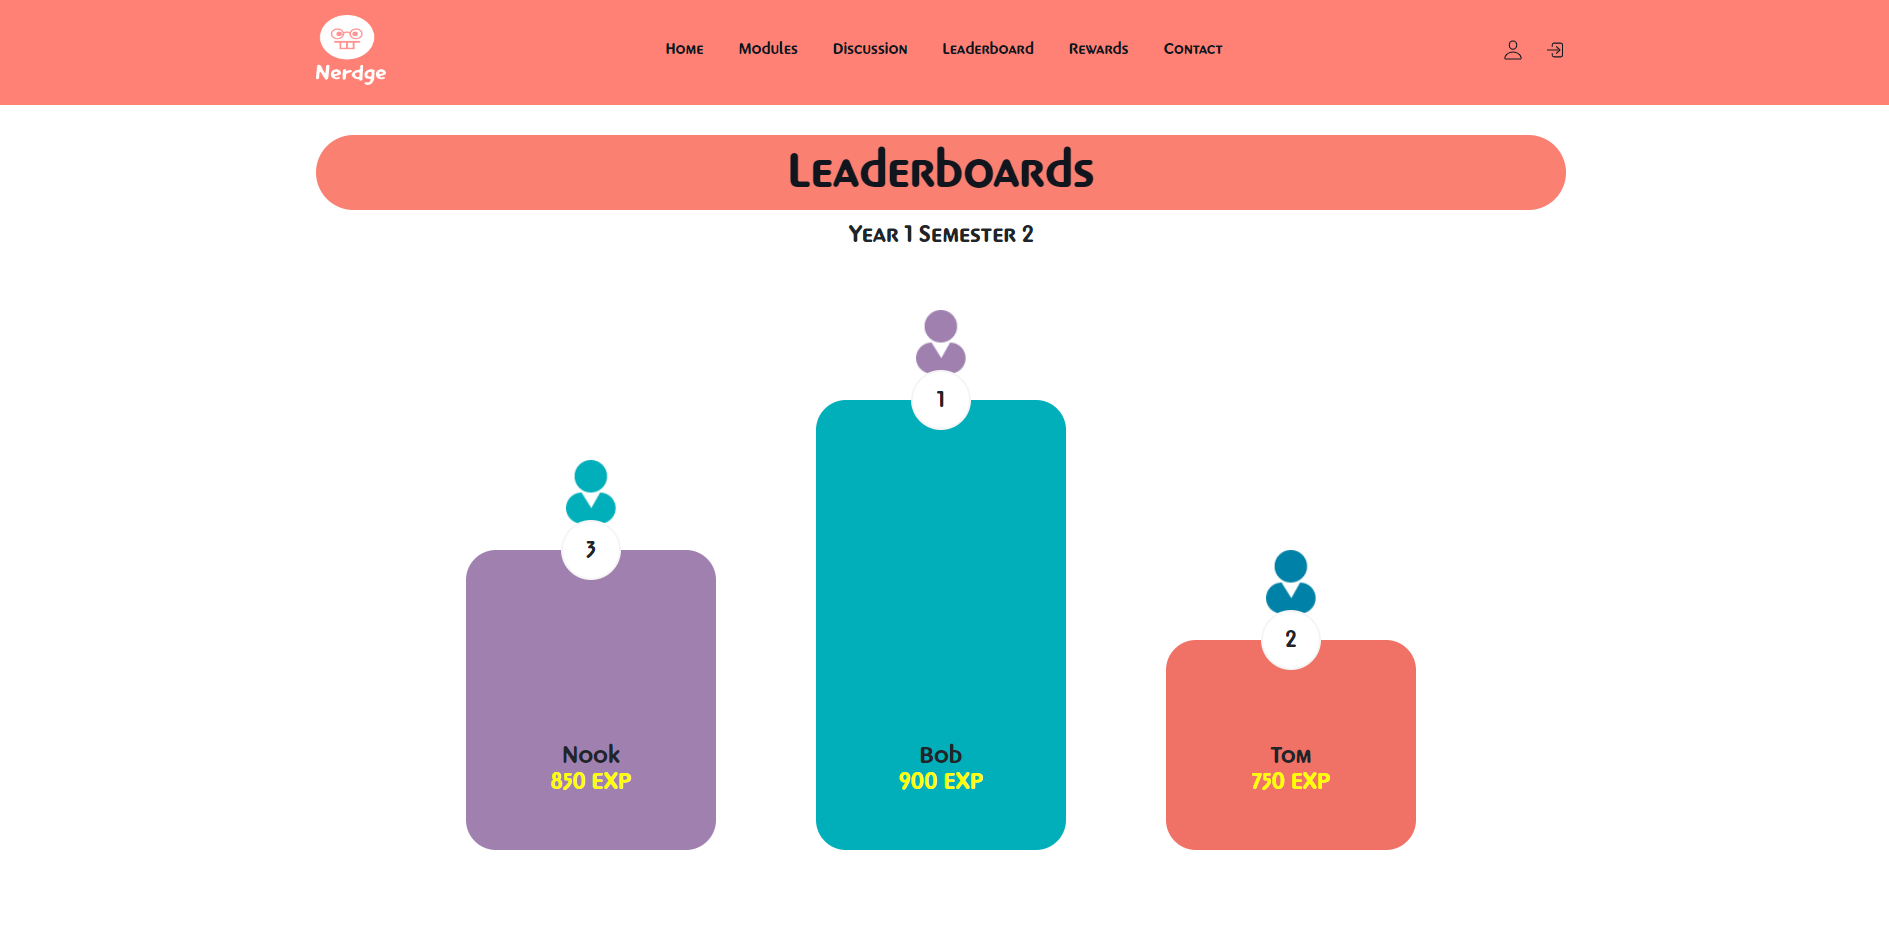 Nerdge
Home Modules Discussion Leaderboard Rewards Contact
Leaderboards
Year 1 Semester 2
1
3
2
Nook
850 EXP
Bob
900 EXP
Tom
750 EXP